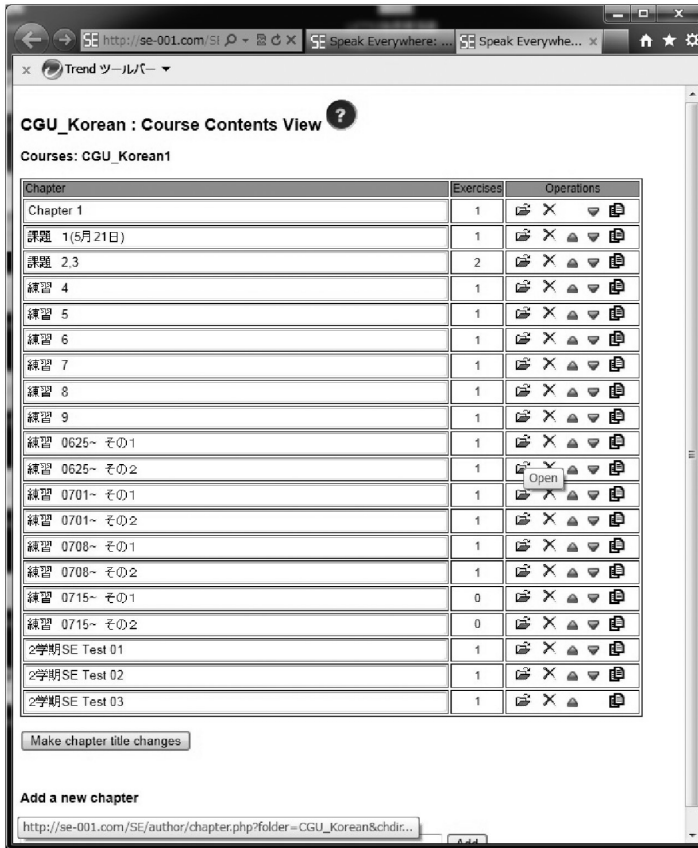 SE http://se-001.com/SE
SE Speak Everywhere: ...
SE Speak Everywhe... ×
x Trend ツールバー ▼
CGU_Korean : Course Contents View ?
Courses: CGU_Korean1
Chapter Exercises Operations
Chapter 1 1
課題 1(5月21日) 1
課題 2,3 2
練習 4 1
練習 5 1
練習 6 1
練習 7 1
練習 8 1
練習 9 1
練習 0625~ その1 1
練習 0625~ その2 1
Open
練習 0701~ その1 1
練習 0701~ その2 1
練習 0708~ その1 1
練習 0708~ その2 1
練習 0715~ その1 0
練習 0715~ その2 0
2学期SE Test 01 1
2学期SE Test 02 1
2学期SE Test 03 1
Make chapter title changes
Add a new chapter
http://se-001.com/SE/author/chapter.php?folder=CGU_Korean&chdir...
Add